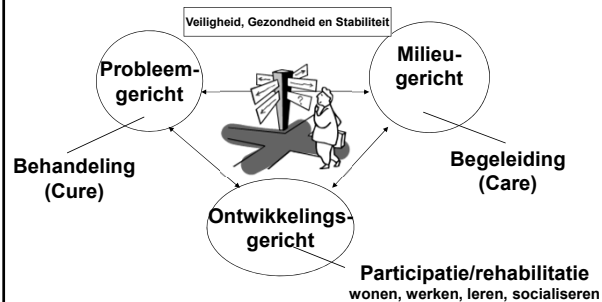 Veiligheid, Gezondheid en Stabiliteit
Probleem-
gericht
Milieu-
gericht
?
Behandeling
(Cure)
Begeleiding
(Care)
Ontwikkelings-
gericht
Participatie/rehabilitatie
wonen, werken, leren, socialiseren